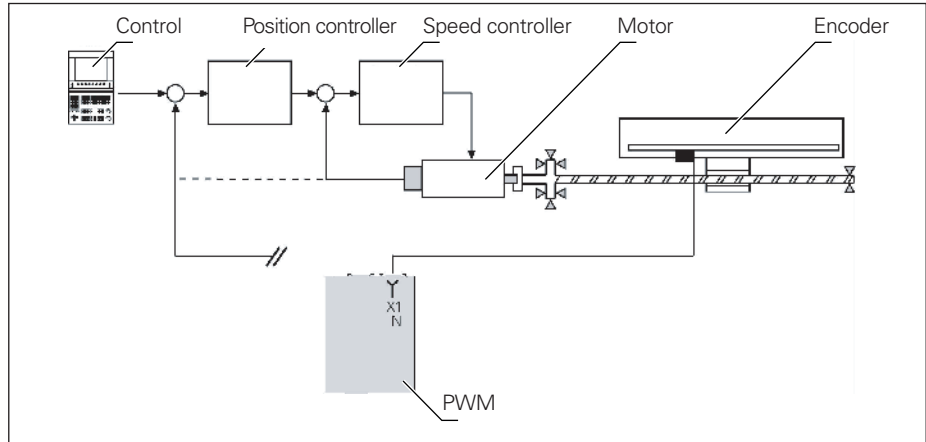 Control
Position controller
Speed controller
Motor
Encoder
X1
N
PWM